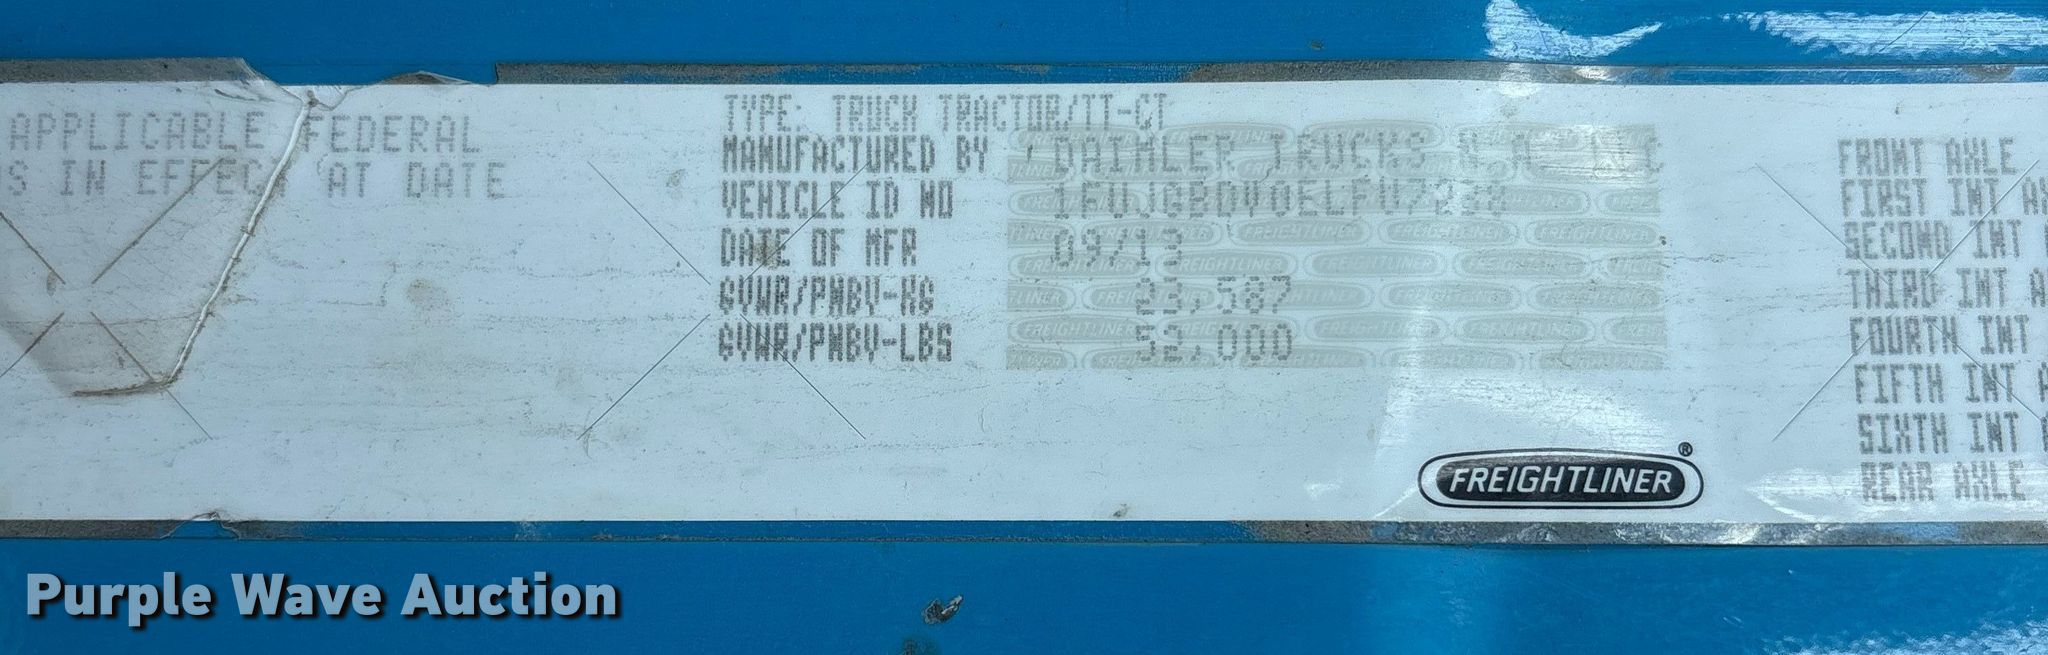 APPLICABLE FEDERAL
S IN EFFECT AT DATE
TYPE: TRUCK TRACTOR/TT-CT
MANUFACTURED BY DAIMLER TRUCKS N.A. INC
VEHICLE ID NO
DATE OF MFR 09/13
GVWR/PNBV-KG 23,587
GVWR/PNBV-LBS 52,000
FREIGHTLINER®
FRONT AXLE
FIRST INT AX
SECOND INT
THIRD INT A
FOURTH INT
FIFTH INT A
SIXTH INT
REAR AXLE
Purple Wave Auction